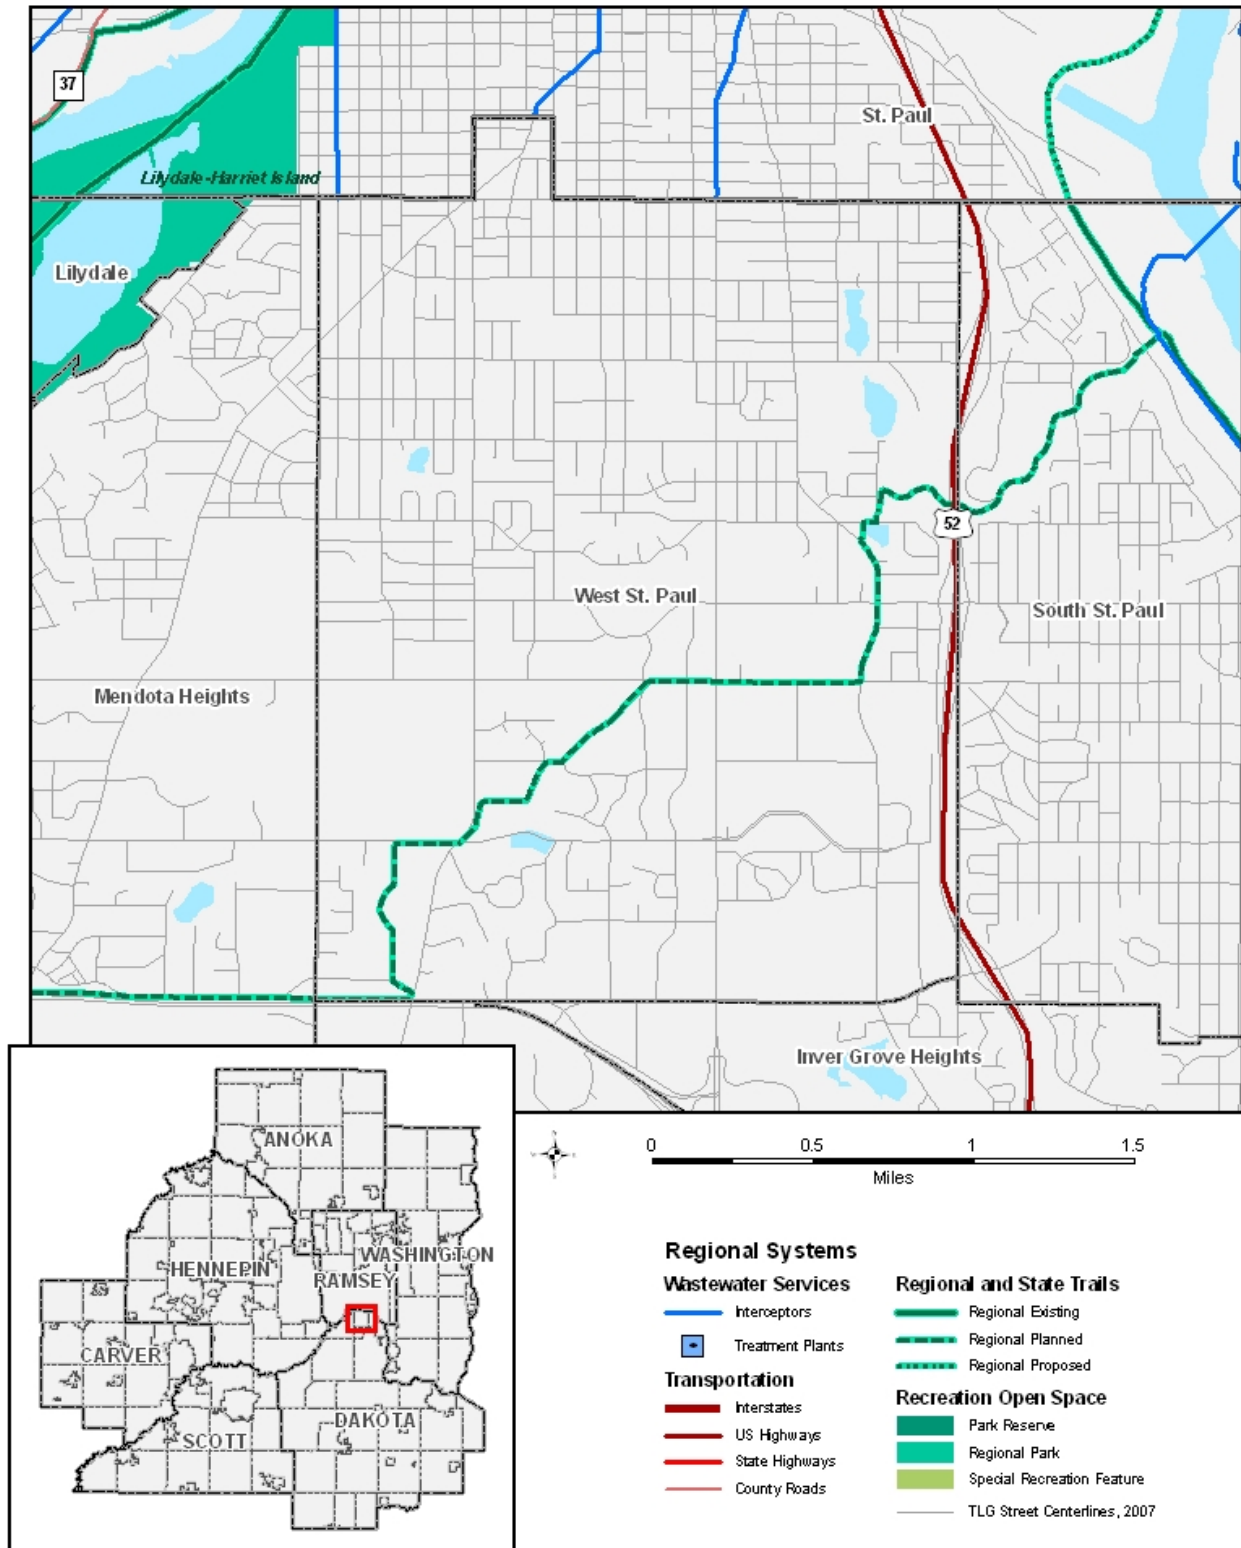 37
St. Paul
Lilydale-Harriet Island
Lilydale
52
West St. Paul
South St. Paul
Mendota Heights
Inver Grove Heights
ANOKA
WASHINGTON
HENNEPIN
RAMSEY
CARVER
DAKOTA
SCOTT
0 0.5 1 1.5
Miles
Regional Systems
Wastewater Services
Interceptors
Treatment Plants
Transportation
Interstates
US Highways
State Highways
County Roads
Regional and State Trails
Regional Existing
Regional Planned
Regional Proposed
Recreation Open Space
Park Reserve
Regional Park
Special Recreation Feature
TLG Street Centerlines, 2007